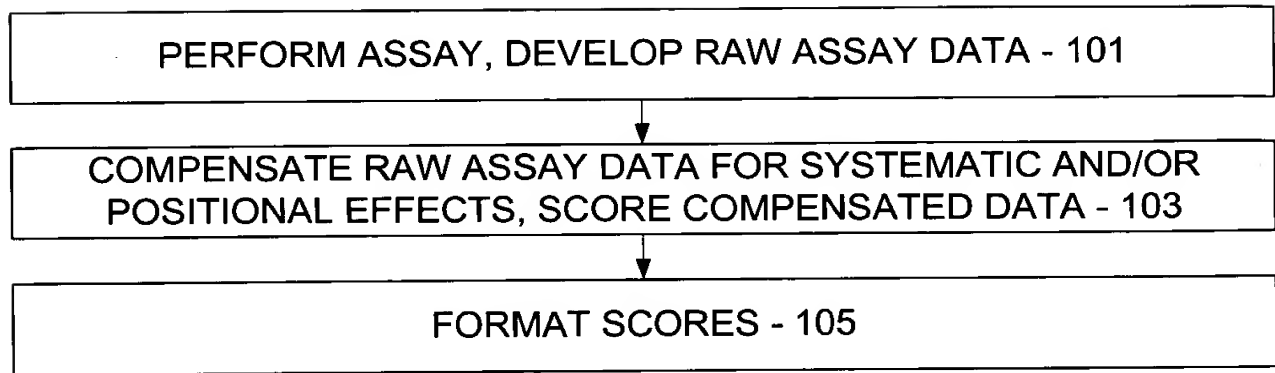 PERFORM ASSAY, DEVELOP RAW ASSAY DATA - 101
COMPENSATE RAW ASSAY DATA FOR SYSTEMATIC AND/OR
POSITIONAL EFFECTS, SCORE COMPENSATED DATA - 103
FORMAT SCORES - 105